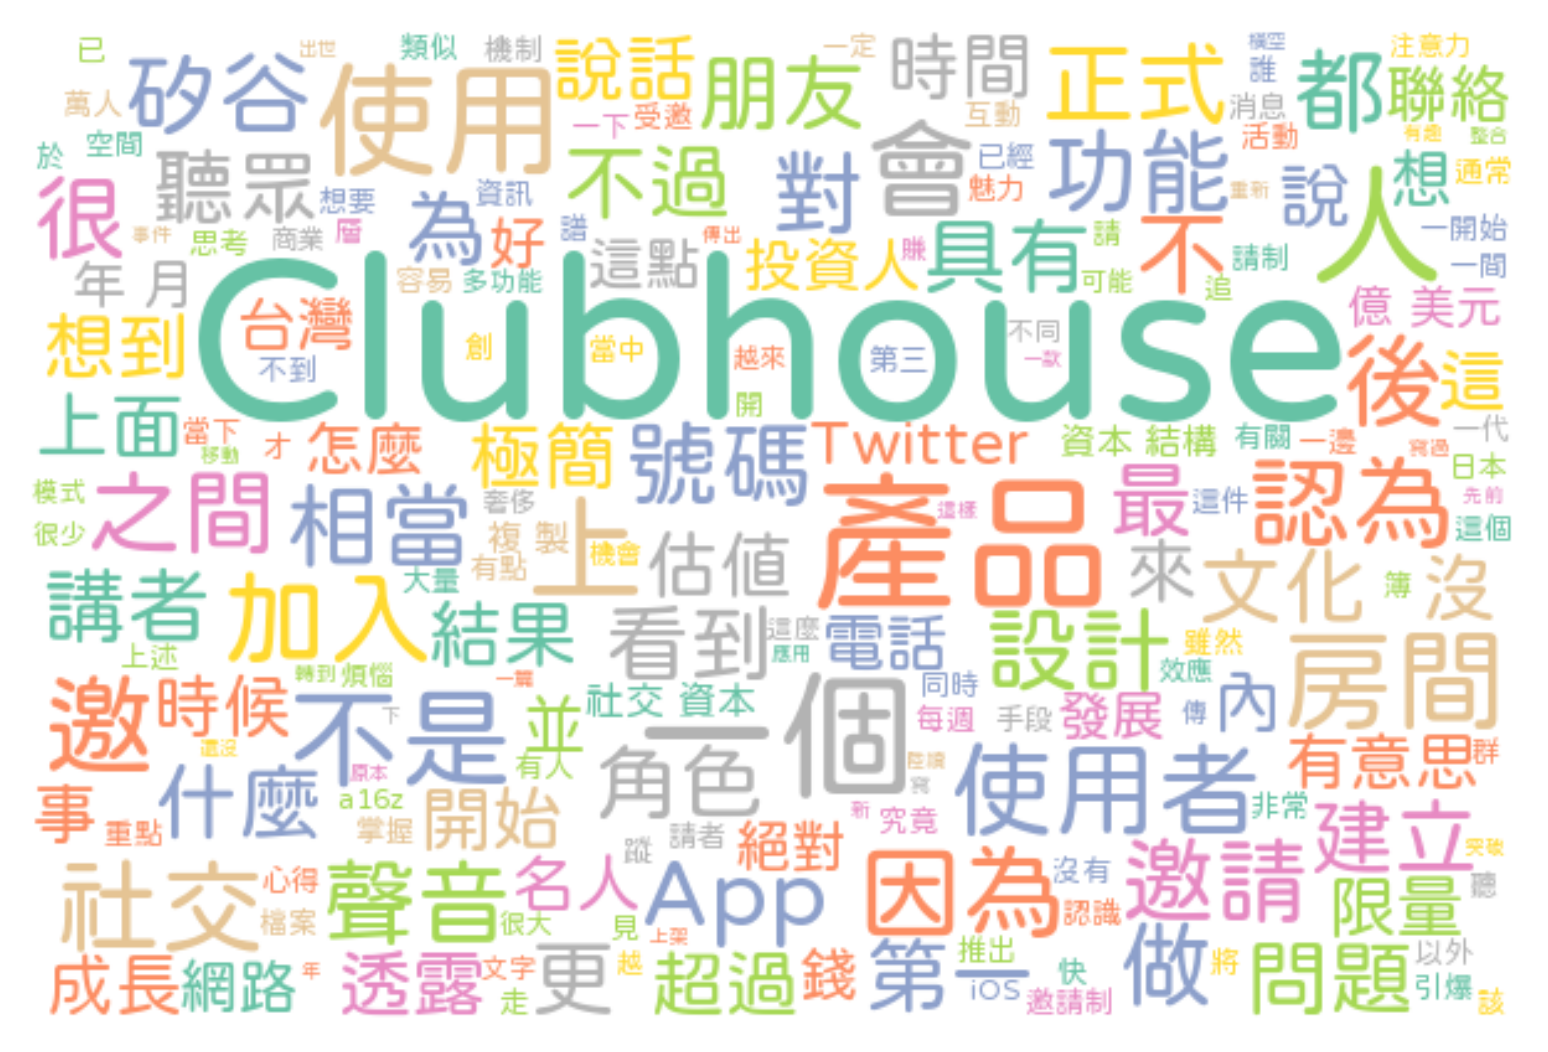 已 出世 類似 機制 說話 朋友 一定 時間 正式 橫空 誰 都 注意力 聯絡
萬人 矽谷 使用 一下 受邀 互動 消息 活動 有趣 整合
於 空間 聽眾 不過 對 會 已經 功能 說 人 想 通常
很 想要 為 資訊 魅力 重新 一開始
事件 思考 商業 層 好 譜 這點 傳出 投資人 賺 具有 請 不 請制 一間
年 月 容易 多功能 可能 追 億 美元
Clubhouse
想到 台灣 不到 創 當中 越來 第三 不同 一款 後 這
上面 當下 移動 才 怎麼 極簡 號碼 開 Twitter 資本 結構 有關 一邊 寫過 一代
模式 之間 相當 奢侈 產品 這樣 最 這件 認為 日本 先前
很少 複製 有點 上 機會 估值 來 文化 簿 沒 這個
講者 加入 大量 結果 看到 這麼 應用 電話 設計 雖然 房間
上述 轉到 煩惱 一篇 社交 資本 同時 效應
邀 時候 不是 下 並 一個 每週 手段 發展 傳 內
還沒 原本 有人 角色 陸續 寫 使用者 有意思 群
事 重點 什麼 a16z 掌握 開始 新 究竟 非常 建立
蹤 請者 絕對 突破
社交 心得 聲音 名人 App 因為 沒有 邀請 限量 聽
檔案 很大 見 上架 認識
成長 網路 年 透露 文字 走 更 越 超過 錢 第一 推出 iOS 快 邀請制 做 將 問題 以外 引爆 該